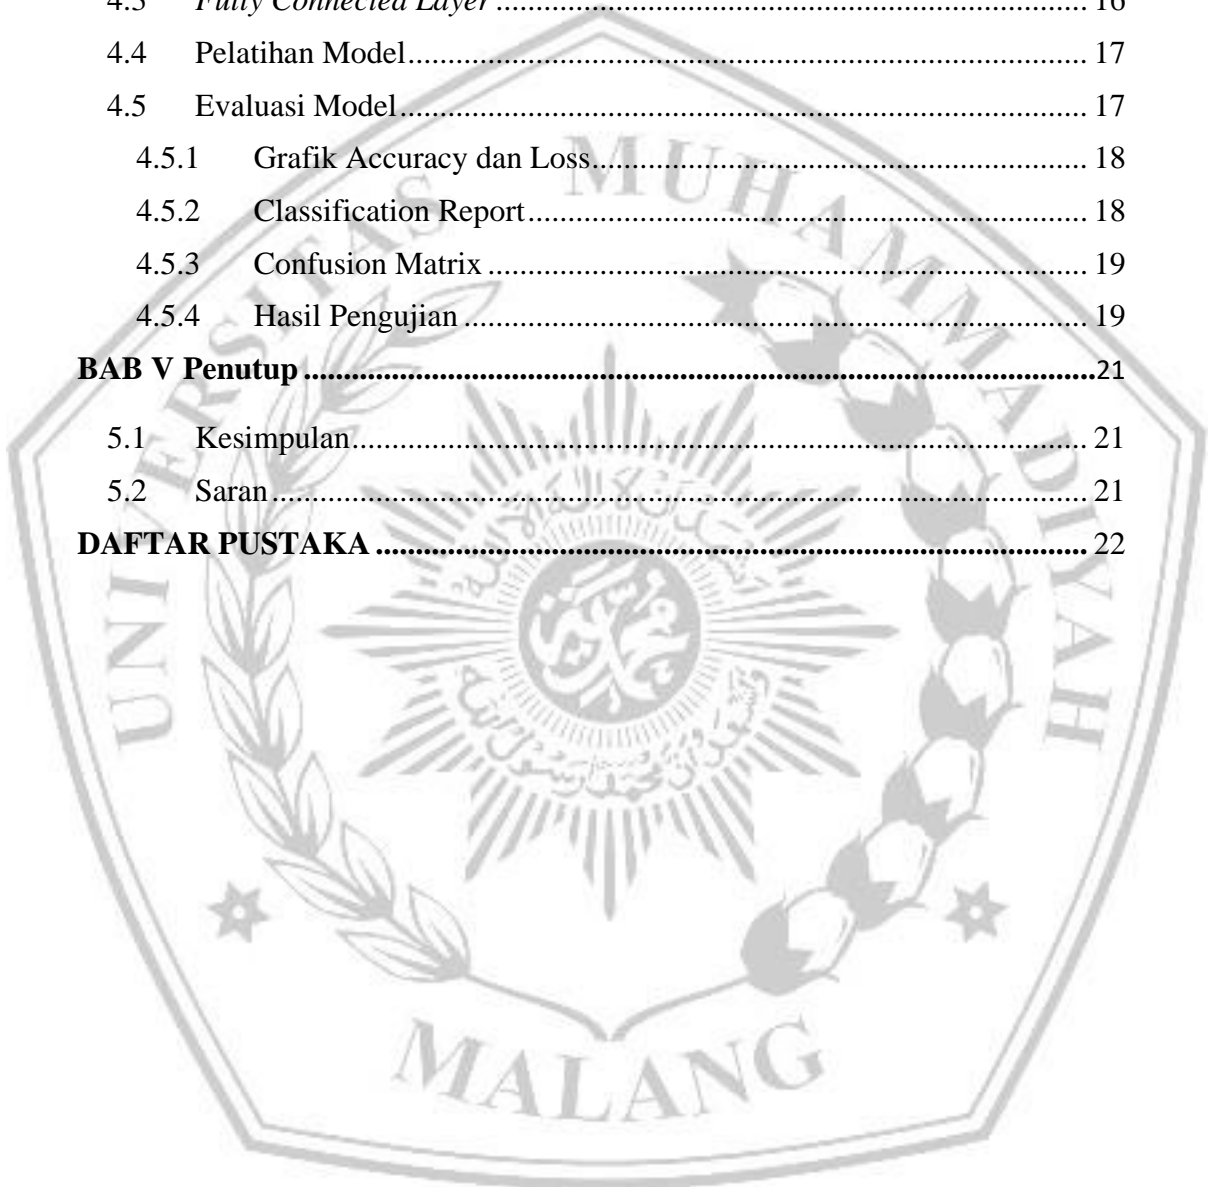 4.3 Fully Connected Layer ........ 16
4.4 Pelatihan Model ........ 17
4.5 Evaluasi Model ........ 17
4.5.1 Grafik Accuracy dan Loss ........ 18
4.5.2 Classification Report ........ 18
4.5.3 Confusion Matrix ........ 19
4.5.4 Hasil Pengujian ........ 19
BAB V Penutup ........ 21
5.1 Kesimpulan ........ 21
5.2 Saran ........ 21
DAFTAR PUSTAKA ........ 22
UNIVERSITAS MUHAMMADIYAH
MALANG